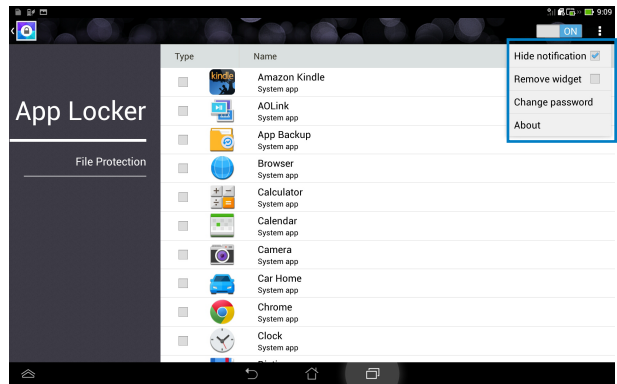 9:09
ON
Type
Name
Hide notification
Remove widget
Change password
About
App Locker
File Protection
kindle
Amazon Kindle
System app
AOLink
System app
App Backup
System app
Browser
System app
Calculator
System app
Calendar
System app
Camera
System app
Car Home
System app
Chrome
System app
Clock
System app